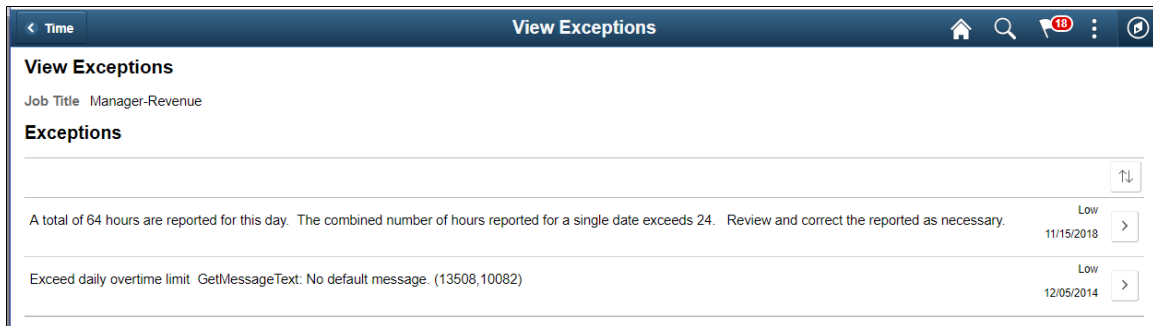 Time
View Exceptions
18
View Exceptions
Job Title Manager-Revenue
Exceptions
A total of 64 hours are reported for this day. The combined number of hours reported for a single date exceeds 24. Review and correct the reported as necessary.
Low
11/15/2018
Exceed daily overtime limit GetMessageText: No default message. (13508,10082)
Low
12/05/2014